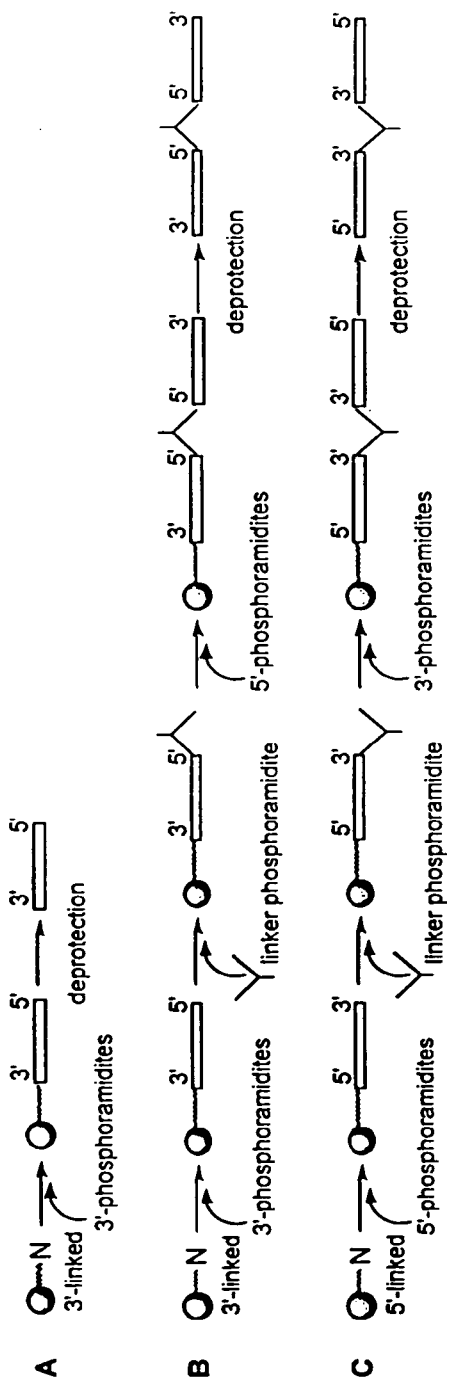 3' 5' 3' 5'
A N
3'-linked 3'-phosphoramidites deprotection
3' 5' 3' 5' 3' 5' 5' 3' 3' 5' 5' 3'
B N
3'-linked 3'-phosphoramidites linker phosphoramidite 5'-phosphoramidites deprotection
5' 3' 5' 3' 5' 3' 3' 5' 5' 3' 3' 5'
C N
5'-linked 5'-phosphoramidites linker phosphoramidite 3'-phosphoramidites deprotection